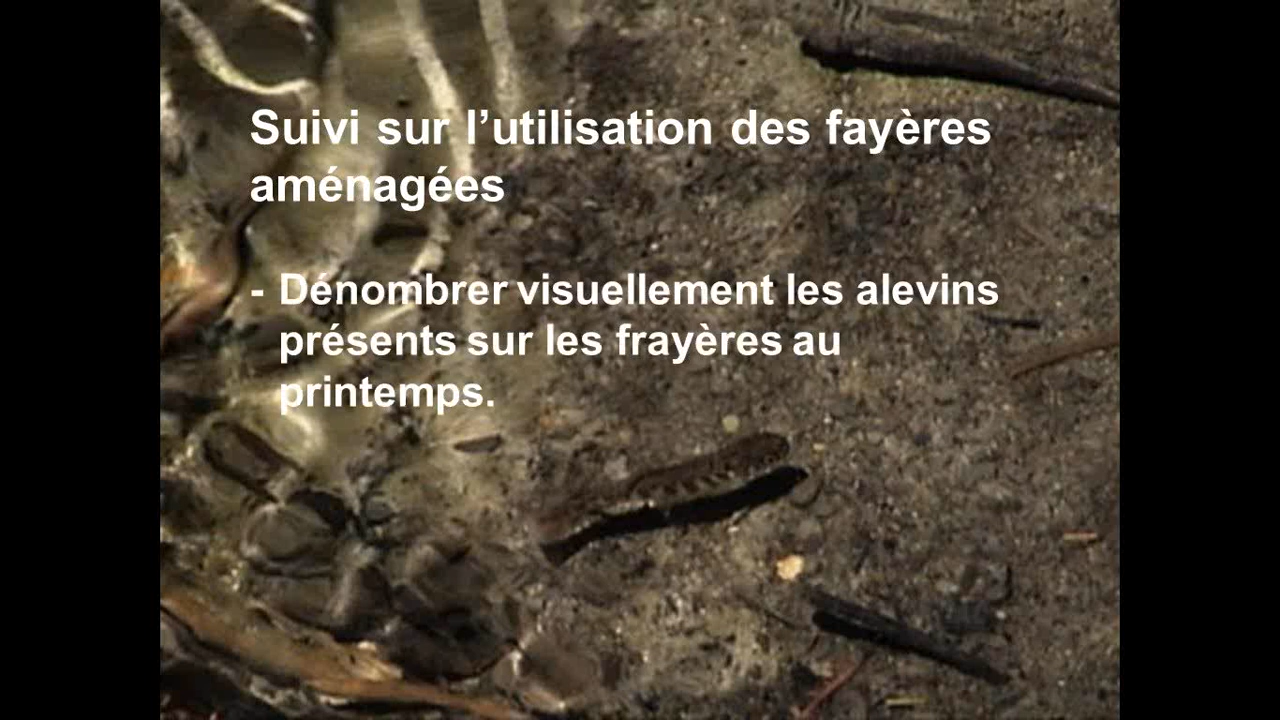 Suivi sur l’utilisation des fayères
aménagées
- Dénombrer visuellement les alevins
présents sur les frayères au
printemps.